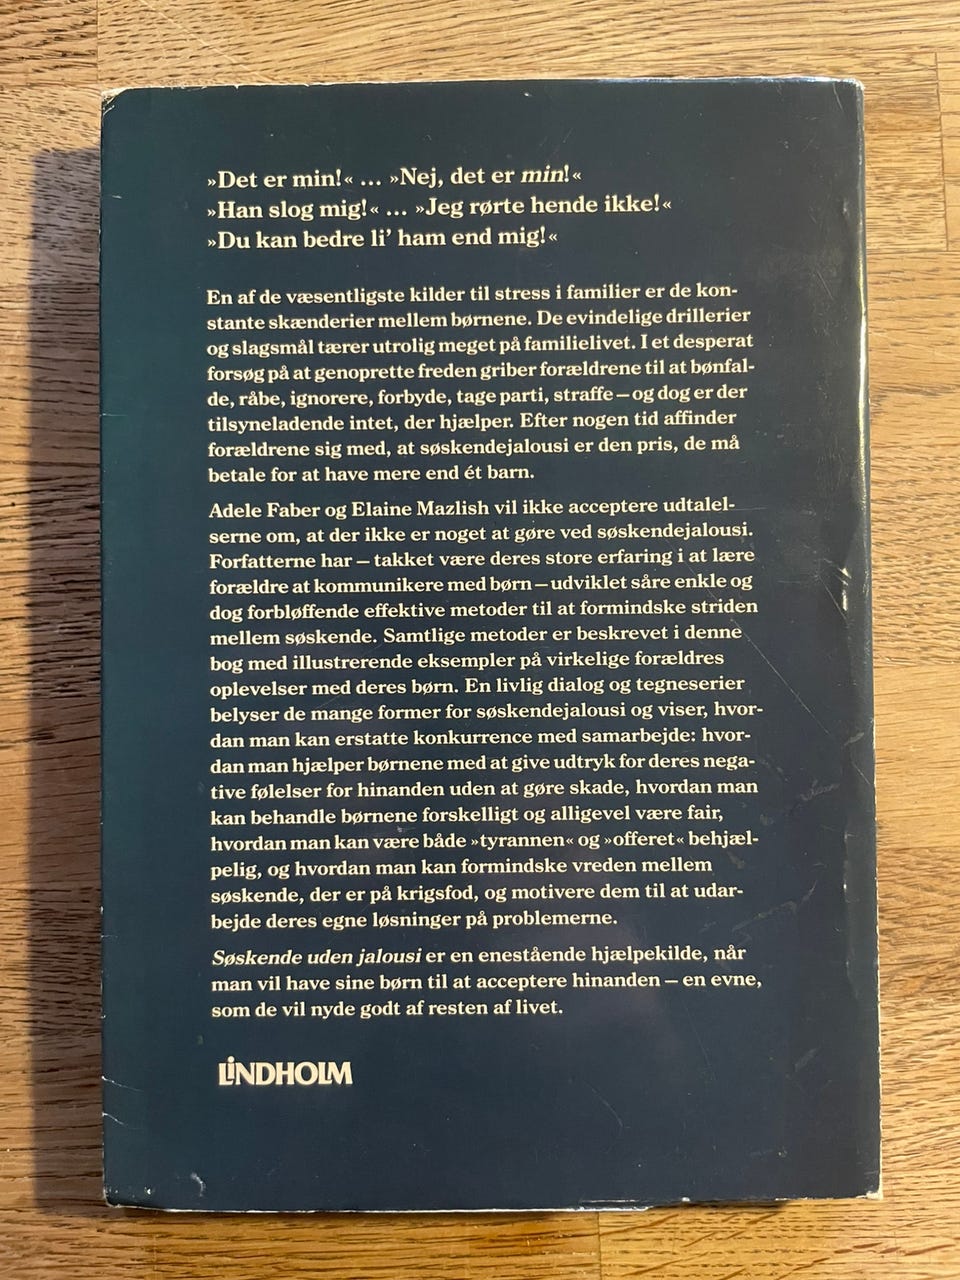 »Det er min!« ... »Nej, det er min!«
»Han slog mig!« ... »Jeg rørte hende ikke!«
»Du kan bedre li' ham end mig!«
En af de væsentligste kilder til stress i familier er de kon-
stante skænderier mellem børnene. De evindelige drillerier
og slagsmål tærer utrolig meget på familielivet. I et desperat
forsøg på at genoprette freden griber forældrene til at bønfal-
de, råbe, ignorere, forbyde, tage parti, straffe – og dog er der
tilsyneladende intet, der hjælper. Efter nogen tid affinder
forældrene sig med, at søskendejalousi er den pris, de må
betale for at have mere end ét barn.
Adele Faber og Elaine Mazlish vil ikke acceptere udtalel-
serne om, at der ikke er noget at gøre ved søskendejalousi.
Forfatterne har – takket være deres store erfaring i at lære
forældre at kommunikere med børn – udviklet såre enkle og
dog forbløffende effektive metoder til at formindske striden
mellem søskende. Samtlige metoder er beskrevet i denne
bog med illustrerende eksempler på virkelige forældres
oplevelser med deres børn. En livlig dialog og tegneserier
belyser de mange former for søskendejalousi og viser, hvor-
dan man kan erstatte konkurrence med samarbejde: hvor-
dan man hjælper børnene med at give udtryk for deres nega-
tive følelser for hinanden uden at gøre skade, hvordan man
kan behandle børnene forskelligt og alligevel være fair,
hvordan man kan være både »tyrannen« og »offeret« behjæl-
pelig, og hvordan man kan formindske vreden mellem
søskende, der er på krigsfod, og motivere dem til at udar-
bejde deres egne løsninger på problemerne.
Søskende uden jalousi er en enestående hjælpekilde, når
man vil have sine børn til at acceptere hinanden – en evne,
som de vil nyde godt af resten af livet.
LINDHOLM